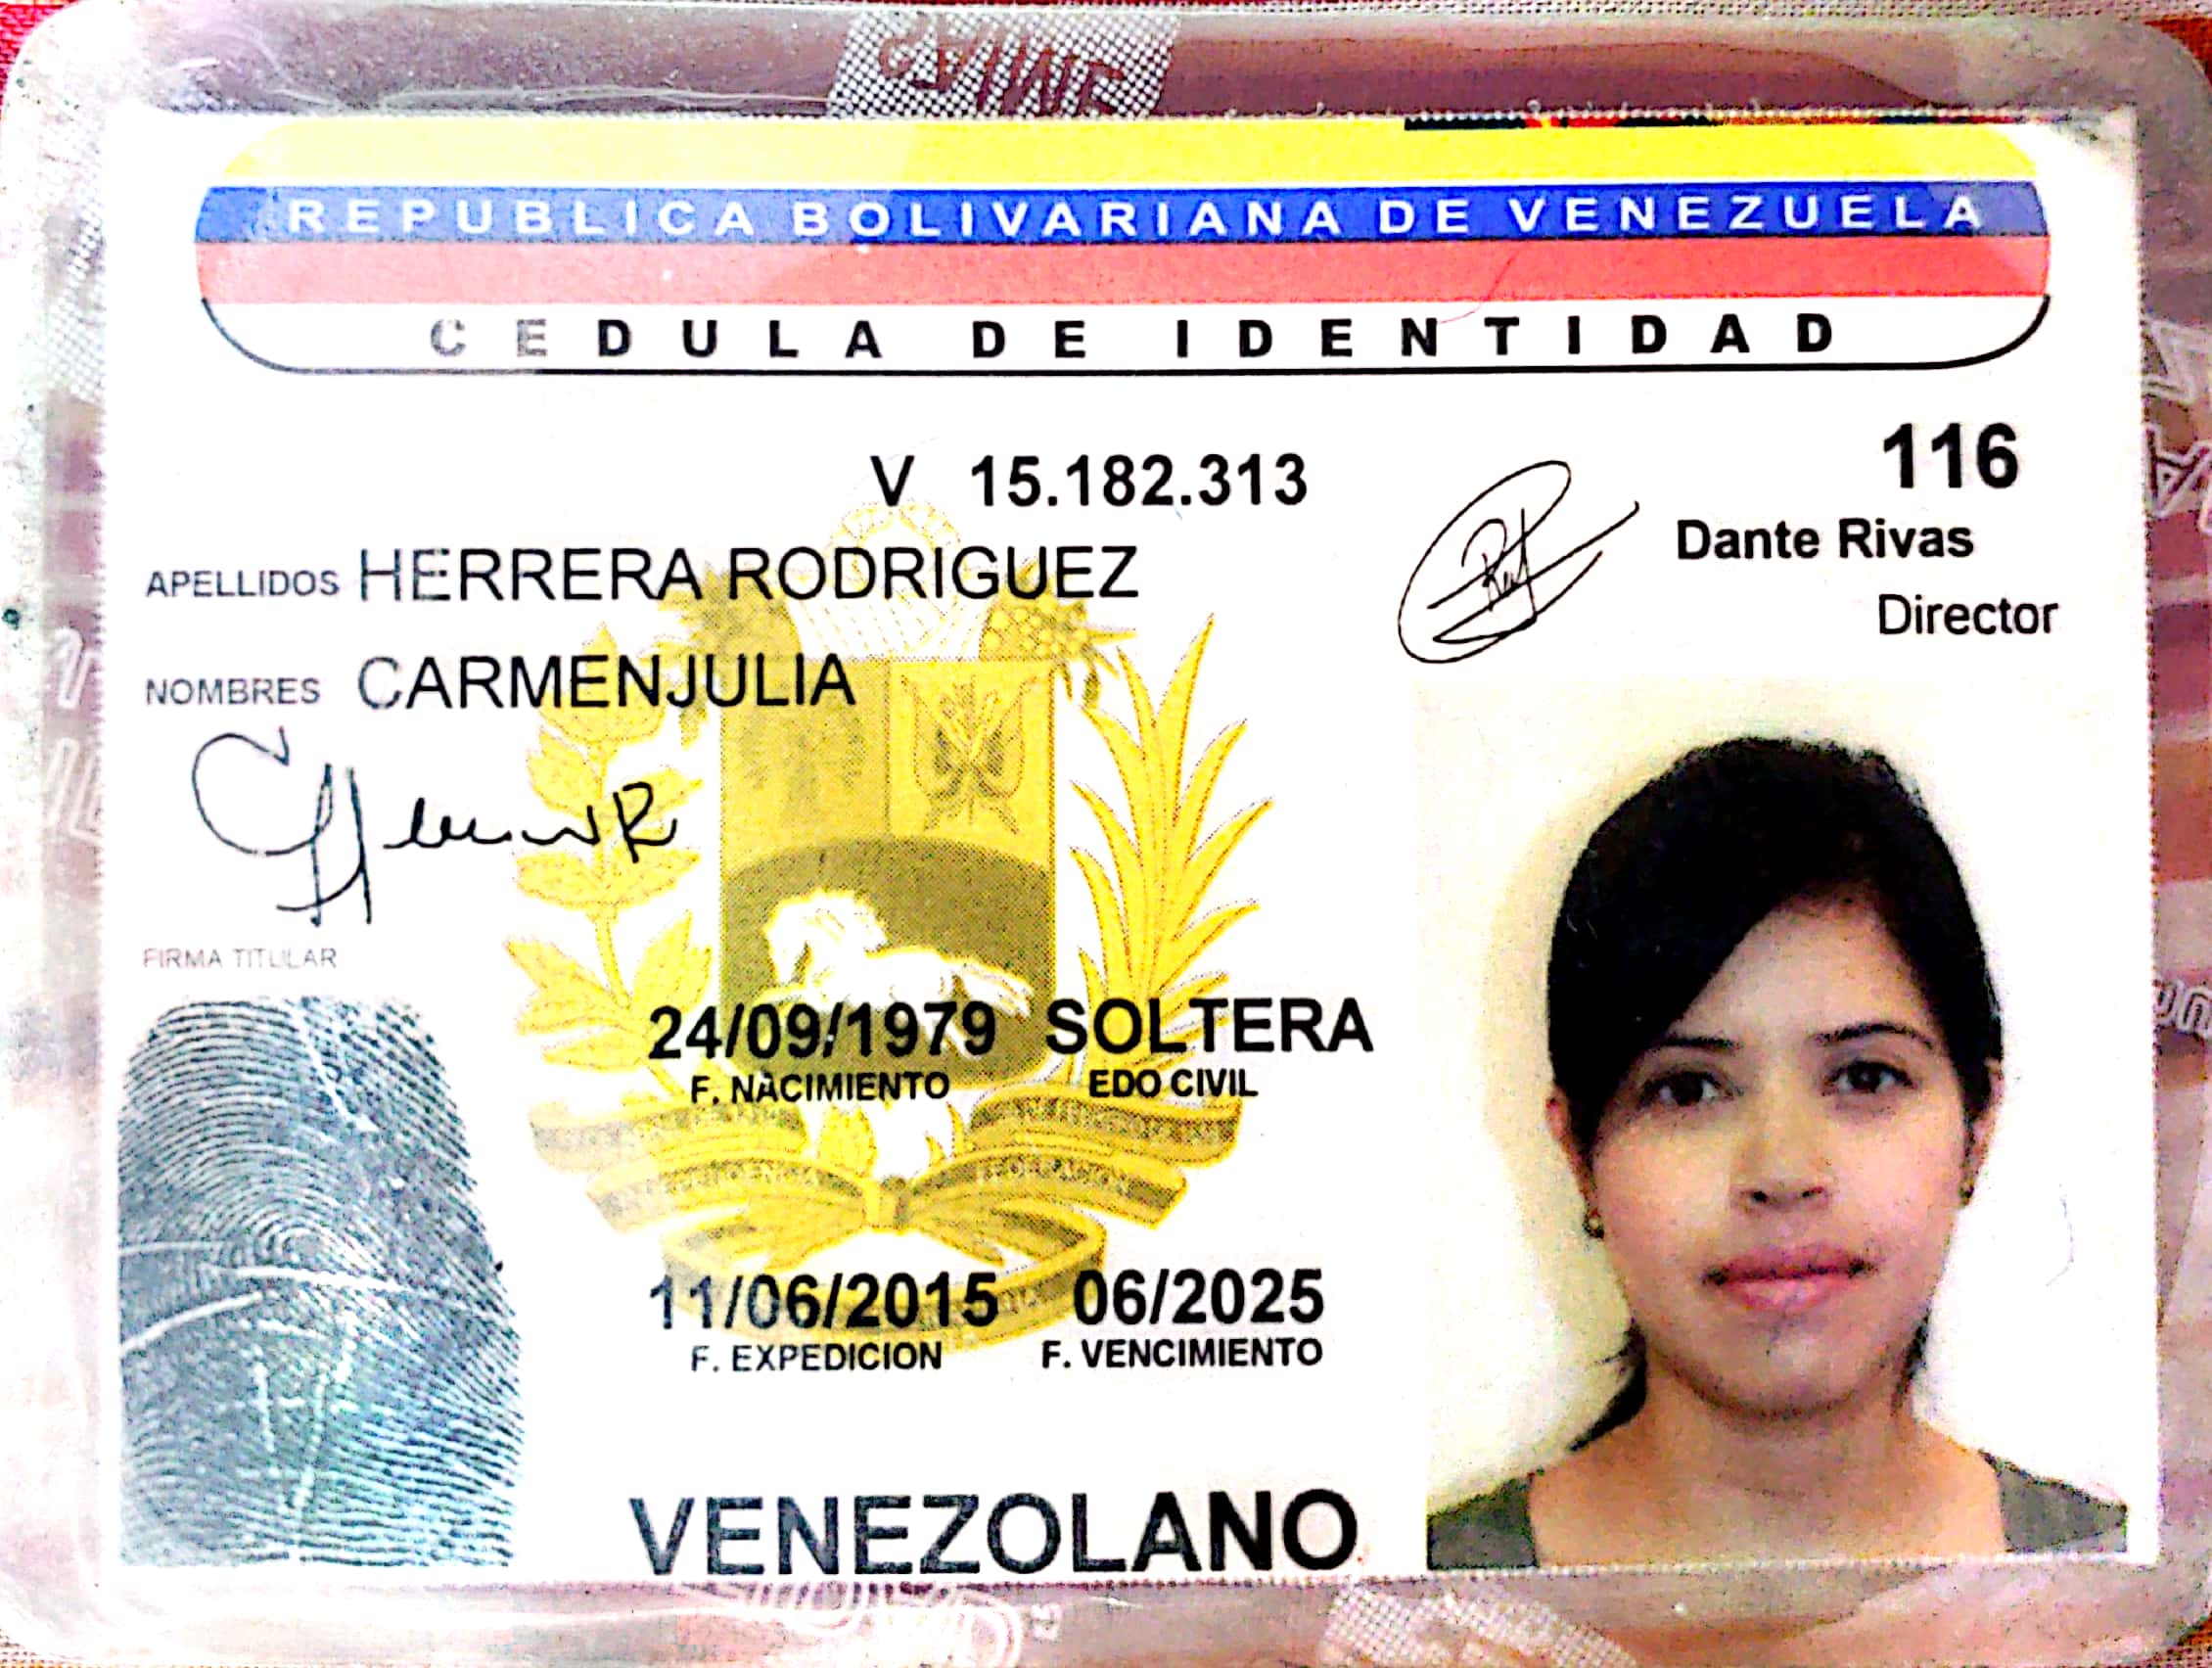 REPUBLICA BOLIVARIANA DE VENEZUELA
CEDULA DE IDENTIDAD
V 15.182.313
116
Dante Rivas
Director
APELLIDOS HERRERA RODRIGUEZ
NOMBRES CARMENJULIA
FIRMA TITULAR
24/09/1979 SOLTERA
F. NACIMIENTO EDO CIVIL
11/06/2015 06/2025
F. EXPEDICION F. VENCIMIENTO
VENEZOLANO